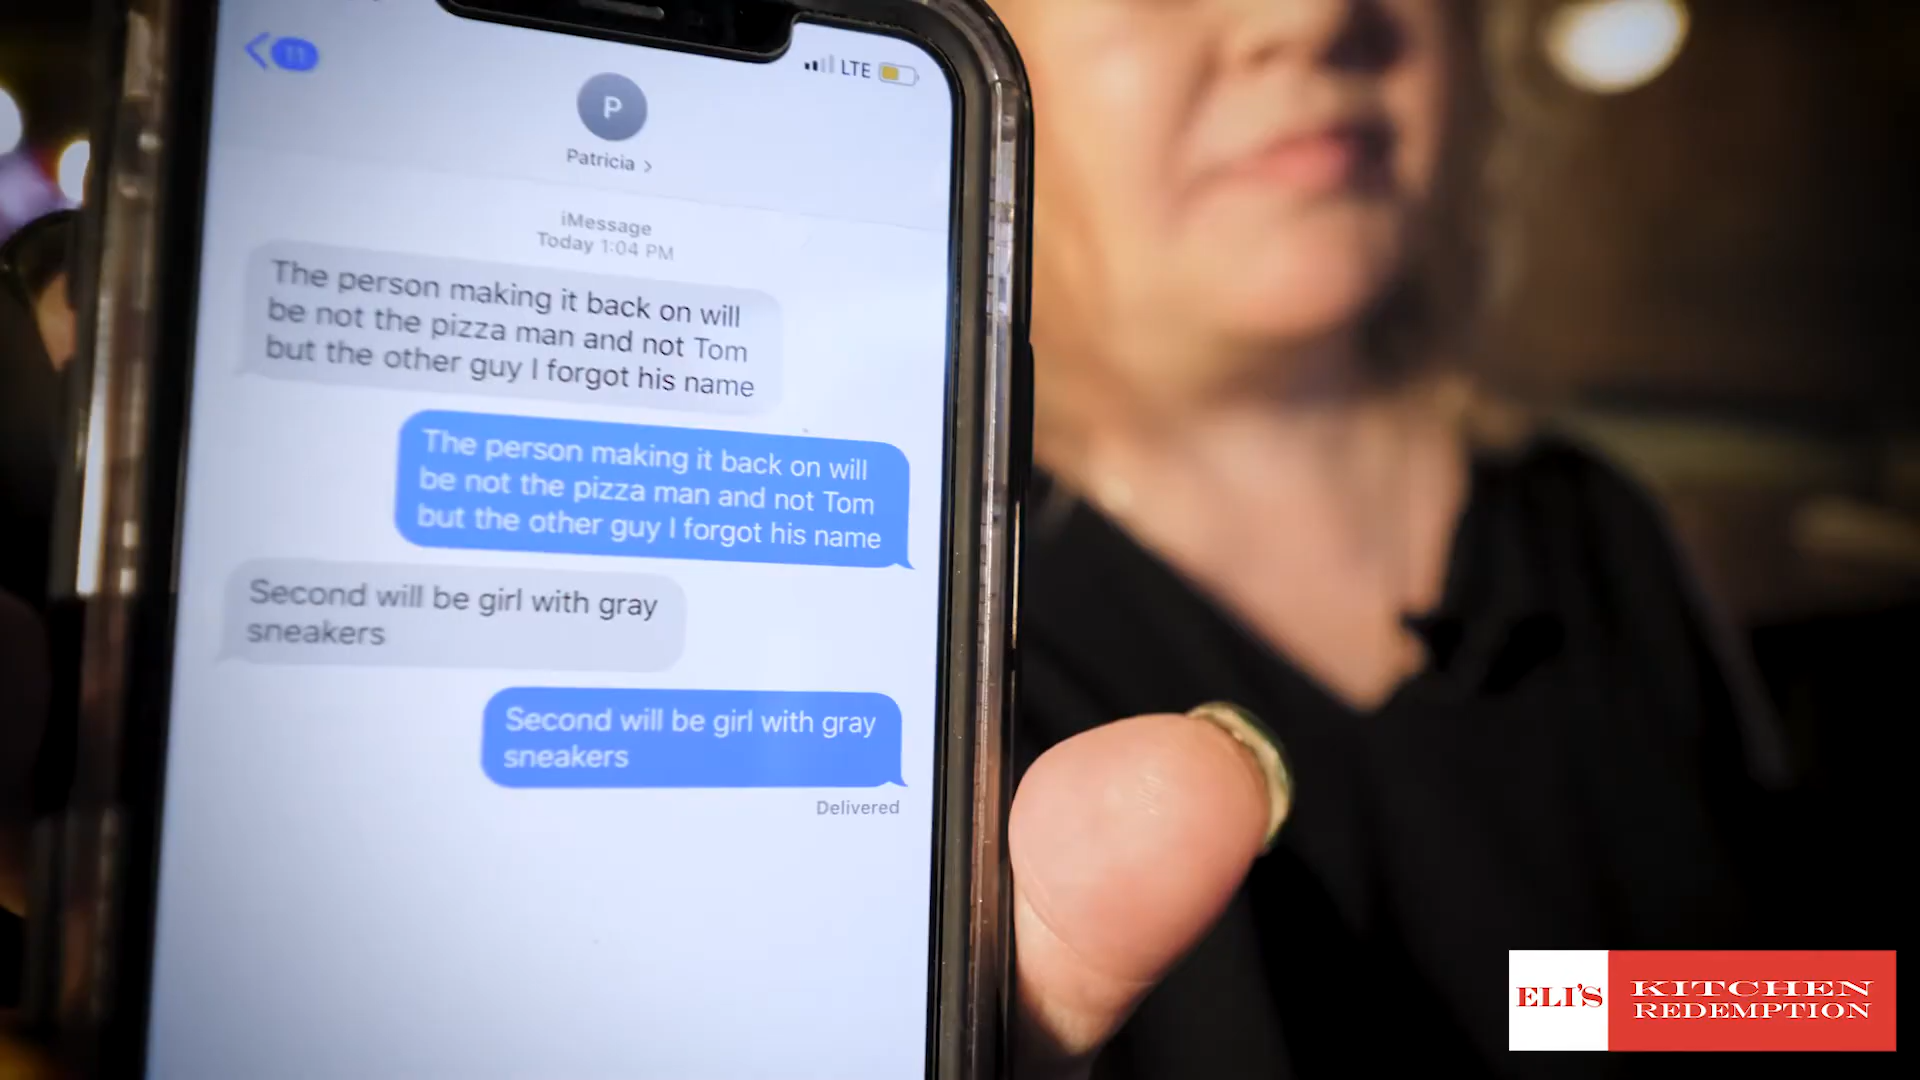 11
LTE
P
Patricia >
iMessage
Today 1:04 PM
The person making it back on will
be not the pizza man and not Tom
but the other guy I forgot his name
The person making it back on will
be not the pizza man and not Tom
but the other guy I forgot his name
Second will be girl with gray
sneakers
Second will be girl with gray
sneakers
Delivered
ELI'S
KITCHEN
REDEMPTION